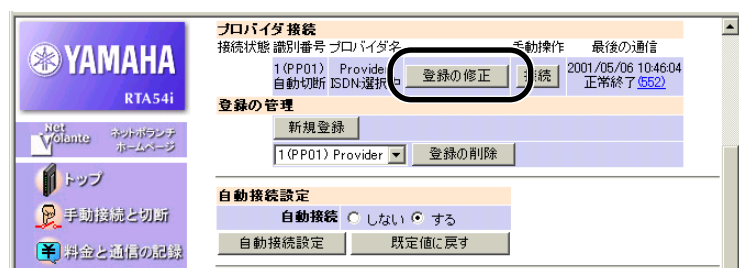 YAMAHA
RTA54i
Net
Volante
ネットボランチ
ホームページ
トップ
手動接続と切断
料金と通信の記録
プロバイダ接続
接続状態 識別番号 プロバイダ名 手動操作 最後の通信
1(PP01) Provider 登録の修正 接続 2001/05/06 10:46:04
自動切断 ISDN:選択中 正常終了(552)
登録の管理
新規登録
1(PP01) Provider 登録の削除
自動接続設定
自動接続 しない する
自動接続設定 既定値に戻す